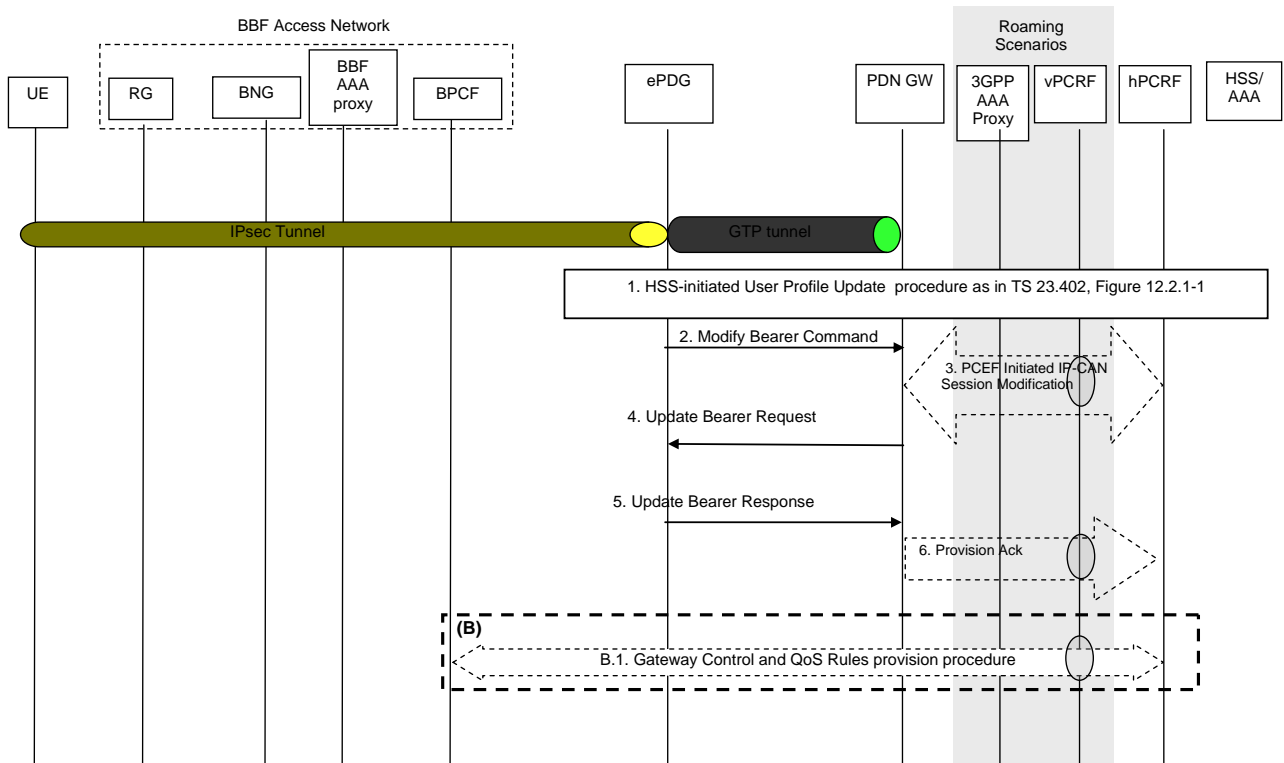 BBF Access Network
Roaming
Scenarios
UE
RG
BNG
BBF
AAA
proxy
BPCF
ePDG
PDN GW
3GPP
AAA
Proxy
vPCRF
hPCRF
HSS/
AAA
IPsec Tunnel
GTP tunnel
1. HSS-initiated User Profile Update procedure as in TS 23.402, Figure 12.2.1-1
2. Modify Bearer Command
3. PCEF Initiated IP-CAN
Session Modification
4. Update Bearer Request
5. Update Bearer Response
6. Provision Ack
(B)
B.1. Gateway Control and QoS Rules provision procedure